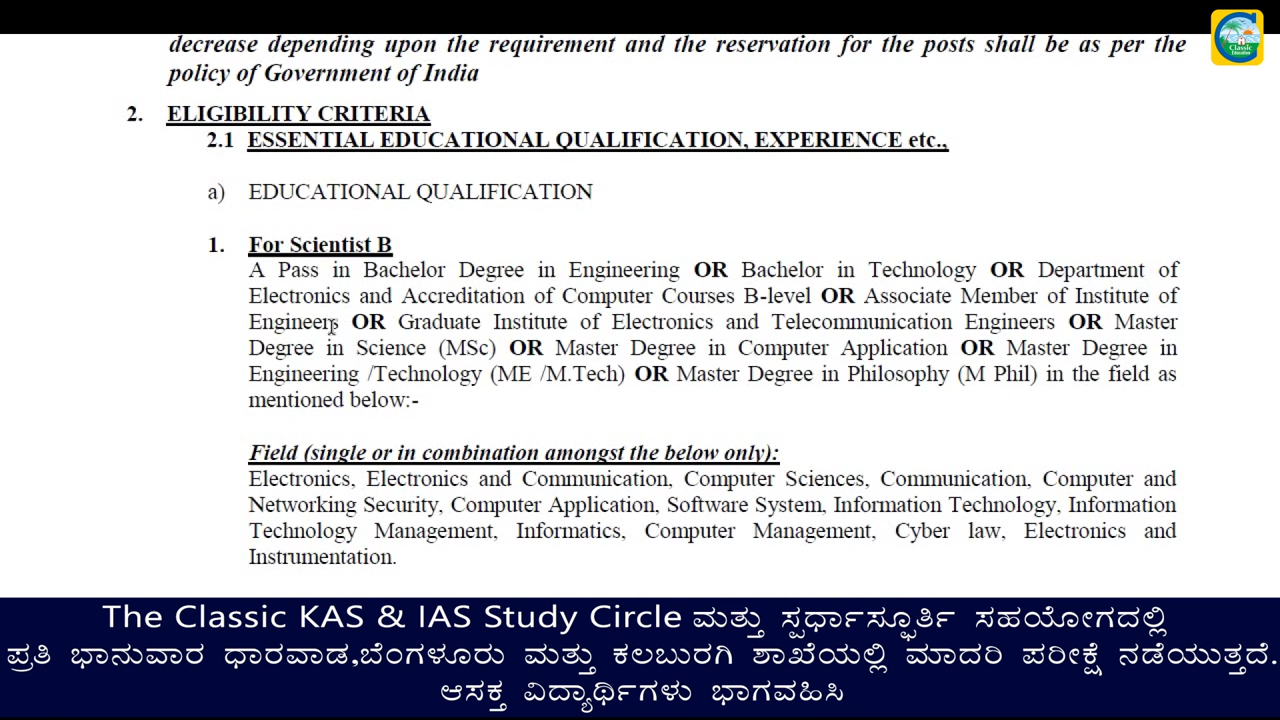 Classic
Education
decrease depending upon the requirement and the reservation for the posts shall be as per the
policy of Government of India
2. ELIGIBILITY CRITERIA
2.1 ESSENTIAL EDUCATIONAL QUALIFICATION, EXPERIENCE etc.,
a) EDUCATIONAL QUALIFICATION
1. For Scientist B
A Pass in Bachelor Degree in Engineering OR Bachelor in Technology OR Department of
Electronics and Accreditation of Computer Courses B-level OR Associate Member of Institute of
Engineers OR Graduate Institute of Electronics and Telecommunication Engineers OR Master
Degree in Science (MSc) OR Master Degree in Computer Application OR Master Degree in
Engineering /Technology (ME /M.Tech) OR Master Degree in Philosophy (M Phil) in the field as
mentioned below:-
Field (single or in combination amongst the below only):
Electronics, Electronics and Communication, Computer Sciences, Communication, Computer and
Networking Security, Computer Application, Software System, Information Technology, Information
Technology Management, Informatics, Computer Management, Cyber law, Electronics and
Instrumentation.
The Classic KAS & IAS Study Circle ಮತ್ತು ಸ್ಪರ್ಧಾಸ್ಫೂರ್ತಿ ಸಹಯೋಗದಲ್ಲಿ
ಪ್ರತಿ ಭಾನುವಾರ ಧಾರವಾಡ,ಬೆಂಗಳೂರು ಮತ್ತು ಕಲಬುರಗಿ ಶಾಖೆಯಲ್ಲಿ ಮಾದರಿ ಪರೀಕ್ಷೆ ನಡೆಯುತ್ತದೆ.
ಆಸಕ್ತ ವಿದ್ಯಾರ್ಥಿಗಳು ಭಾಗವಹಿಸಿ